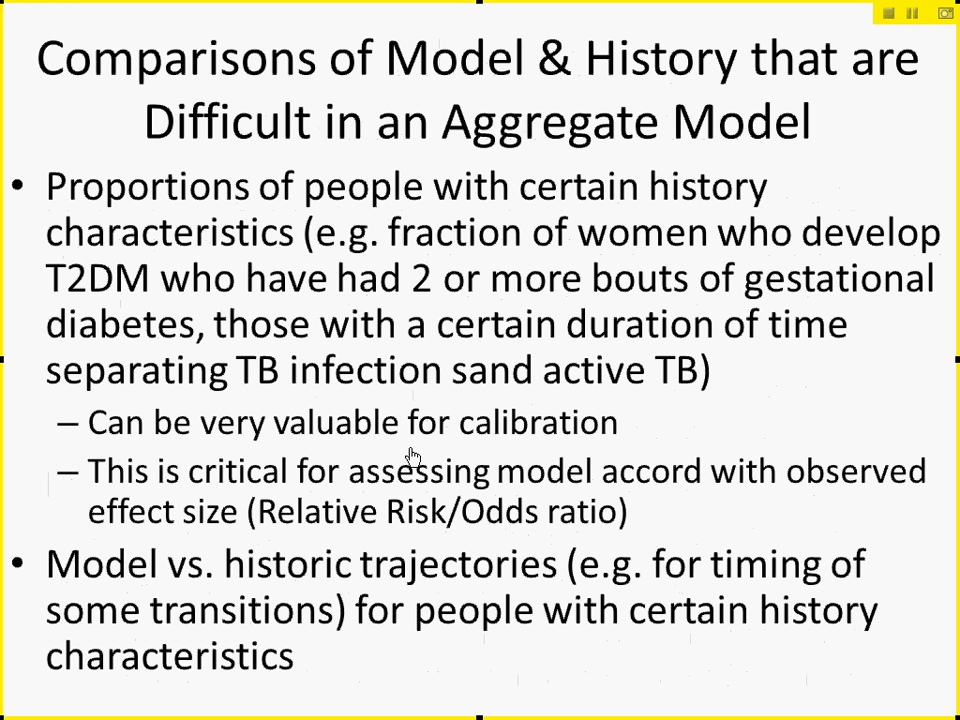 Comparisons of Model & History that are
Difficult in an Aggregate Model
• Proportions of people with certain history
characteristics (e.g. fraction of women who develop
T2DM who have had 2 or more bouts of gestational
diabetes, those with a certain duration of time
separating TB infection sand active TB)
– Can be very valuable for calibration
– This is critical for assessing model accord with observed
effect size (Relative Risk/Odds ratio)
• Model vs. historic trajectories (e.g. for timing of
some transitions) for people with certain history
characteristics